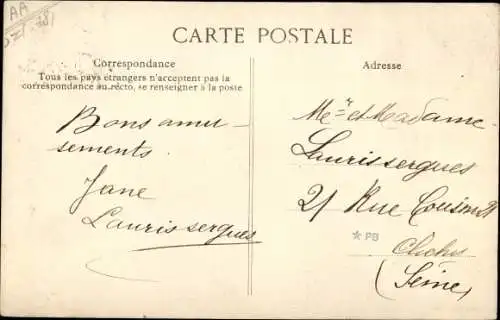 AA
CARTE POSTALE
Correspondance
Tous les pays étrangers n'acceptent pas la
correspondance au recto, se renseigner à la poste
Bons amu-
sements
Jane
Laurissergues
Adresse
Mr et Madame
Laurissergues
21 Rue
Clichy
(Seine)
PB